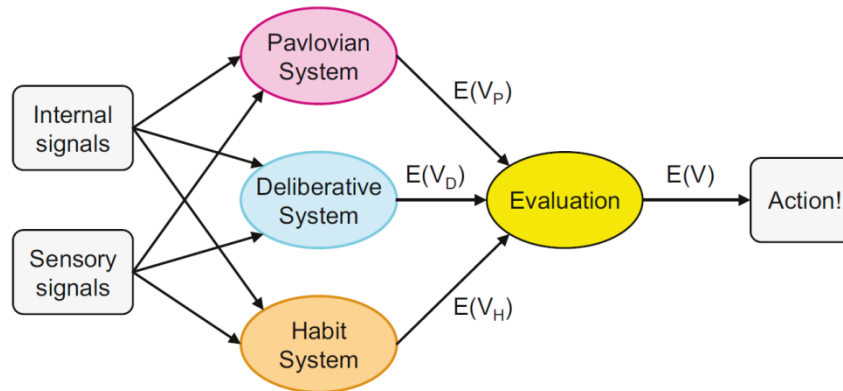 Pavlovian
System
E(V_P)
Internal
signals
Deliberative
System
E(V_D)
Evaluation
E(V)
Action!
Sensory
signals
E(V_H)
Habit
System